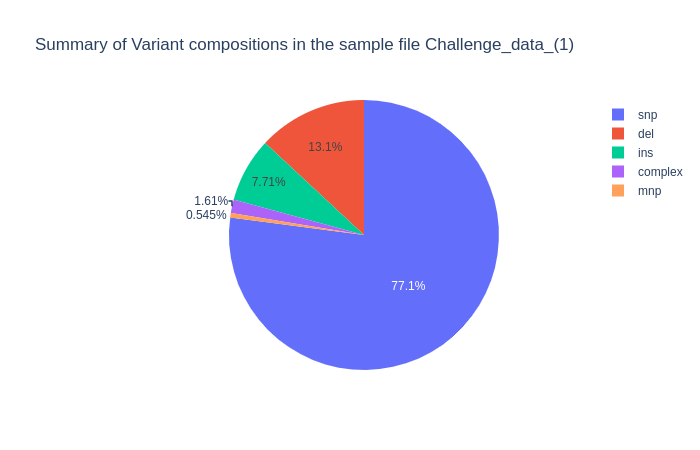 Summary of Variant compositions in the sample file Challenge_data_(1)
snp
del
ins
complex
mnp
13.1%
7.71%
1.61%
0.545%
77.1%